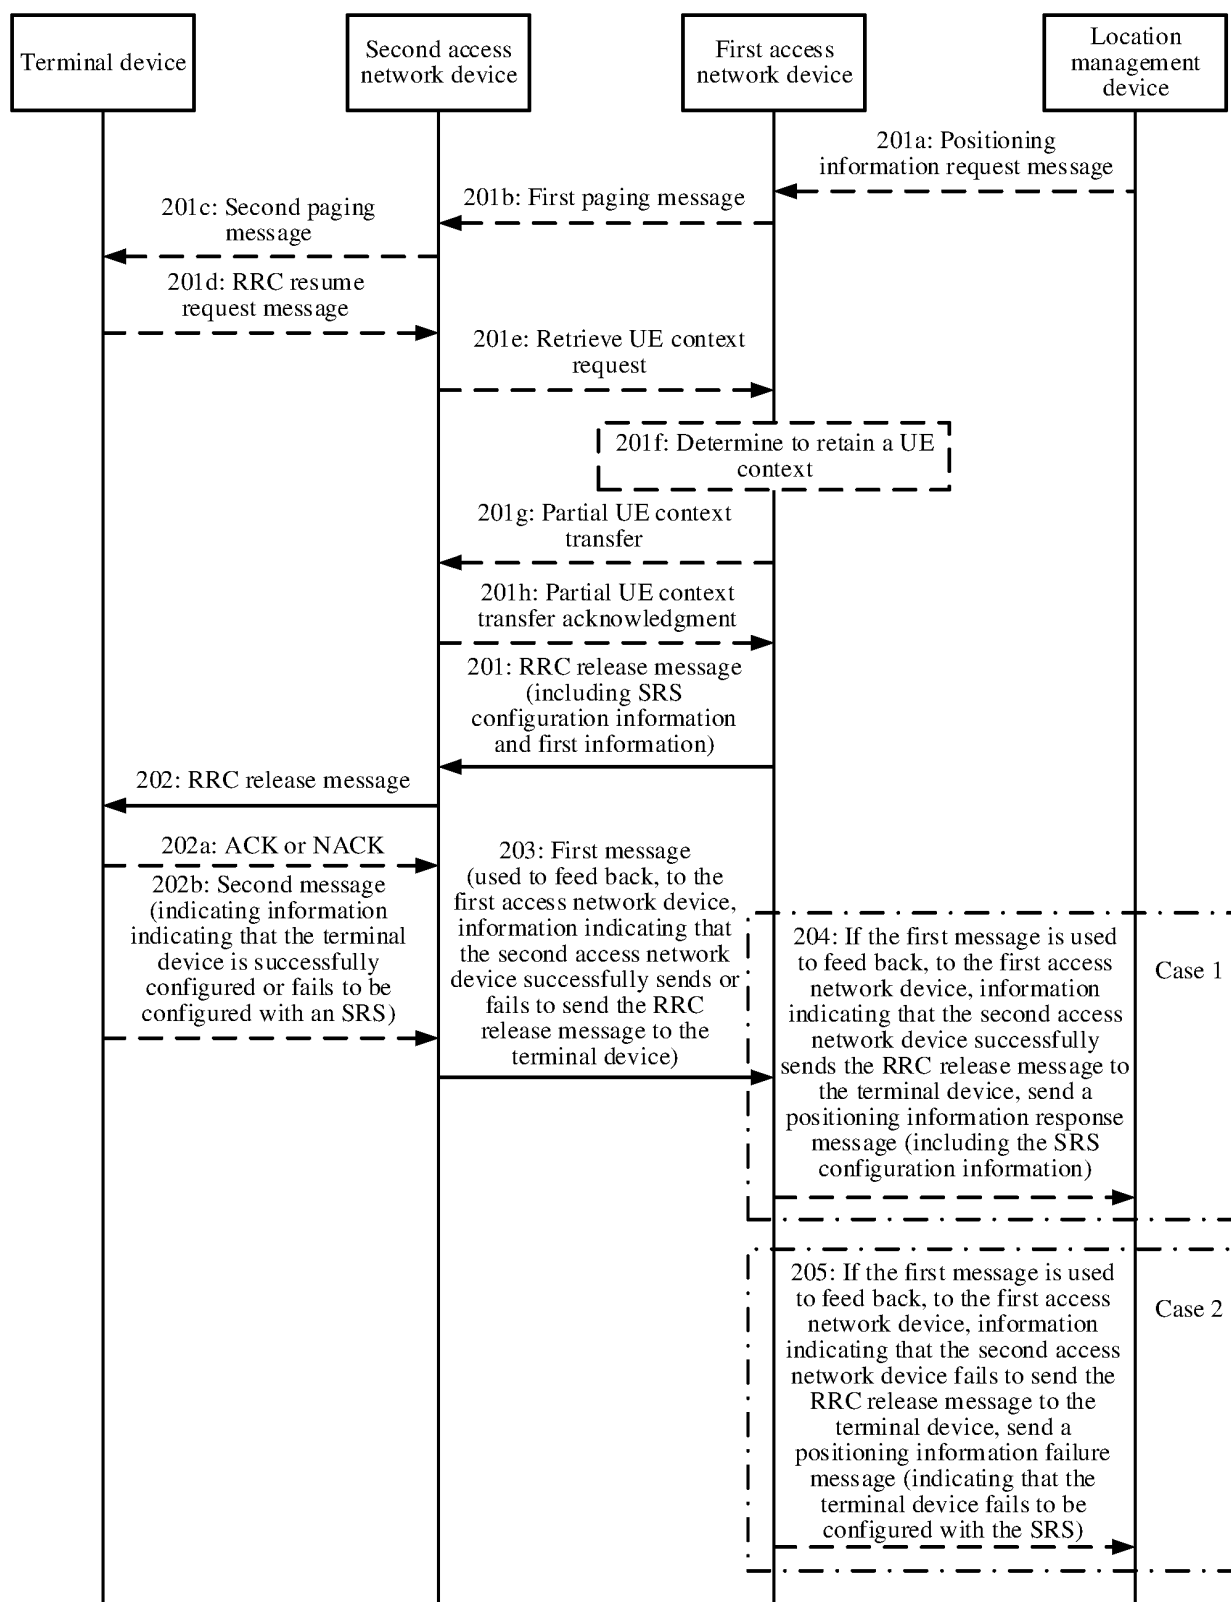 Terminal device
Second access
network device
First access
network device
Location
management
device
201a: Positioning
information request message
201b: First paging message
201c: Second paging
message
201d: RRC resume
request message
201e: Retrieve UE context
request
201f: Determine to retain a UE
context
201g: Partial UE context
transfer
201h: Partial UE context
transfer acknowledgment
201: RRC release message
(including SRS
configuration information
and first information)
202: RRC release message
202a: ACK or NACK
202b: Second message
(indicating information
indicating that the terminal
device is successfully
configured or fails to be
configured with an SRS)
203: First message
(used to feed back, to the
first access network device,
information indicating that
the second access network
device successfully sends or
fails to send the RRC
release message to the
terminal device)
204: If the first message is used
to feed back, to the first access
network device, information
indicating that the second access
network device successfully
sends the RRC release message to
the terminal device, send a
positioning information response
message (including the SRS
configuration information)
Case 1
205: If the first message is used
to feed back, to the first access
network device, information
indicating that the second access
network device fails to send the
RRC release message to the
terminal device, send a
positioning information failure
message (indicating that the
terminal device fails to be
configured with the SRS)
Case 2